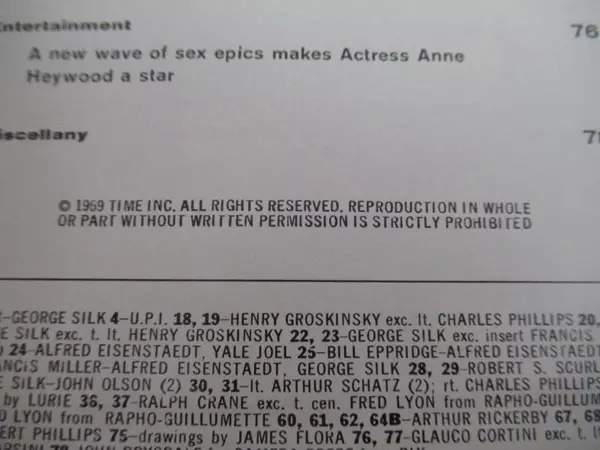 Entertainment 76
A new wave of sex epics makes Actress Anne
Heywood a star
iscellany
© 1969 TIME INC. ALL RIGHTS RESERVED. REPRODUCTION IN WHOLE
OR PART WITHOUT WRITTEN PERMISSION IS STRICTLY PROHIBITED
–GEORGE SILK 4–U.P.I. 18, 19–HENRY GROSKINSKY exc. lt. CHARLES PHILLIPS 20,
E SILK exc. t. lt. HENRY GROSKINSKY 22, 23–GEORGE SILK exc. insert FRANCIS
24–ALFRED EISENSTAEDT, YALE JOEL 25–BILL EPPRIDGE–ALFRED EISENSTAEDT
NCIS MILLER–ALFRED EISENSTAEDT, GEORGE SILK 28, 29–ROBERT S. SCURL
E SILK–JOHN OLSON (2) 30, 31–lt. ARTHUR SCHATZ (2); rt. CHARLES PHILLIPS
by LURIE 36, 37–RALPH CRANE exc. t. cen. FRED LYON from RAPHO-GUILLUM
FRED LYON from RAPHO-GUILLUMETTE 60, 61, 62, 64B–ARTHUR RICKERBY 67, 68
ERT PHILLIPS 75–drawings by JAMES FLORA 76, 77–GLAUCO CORTINI exc. t.